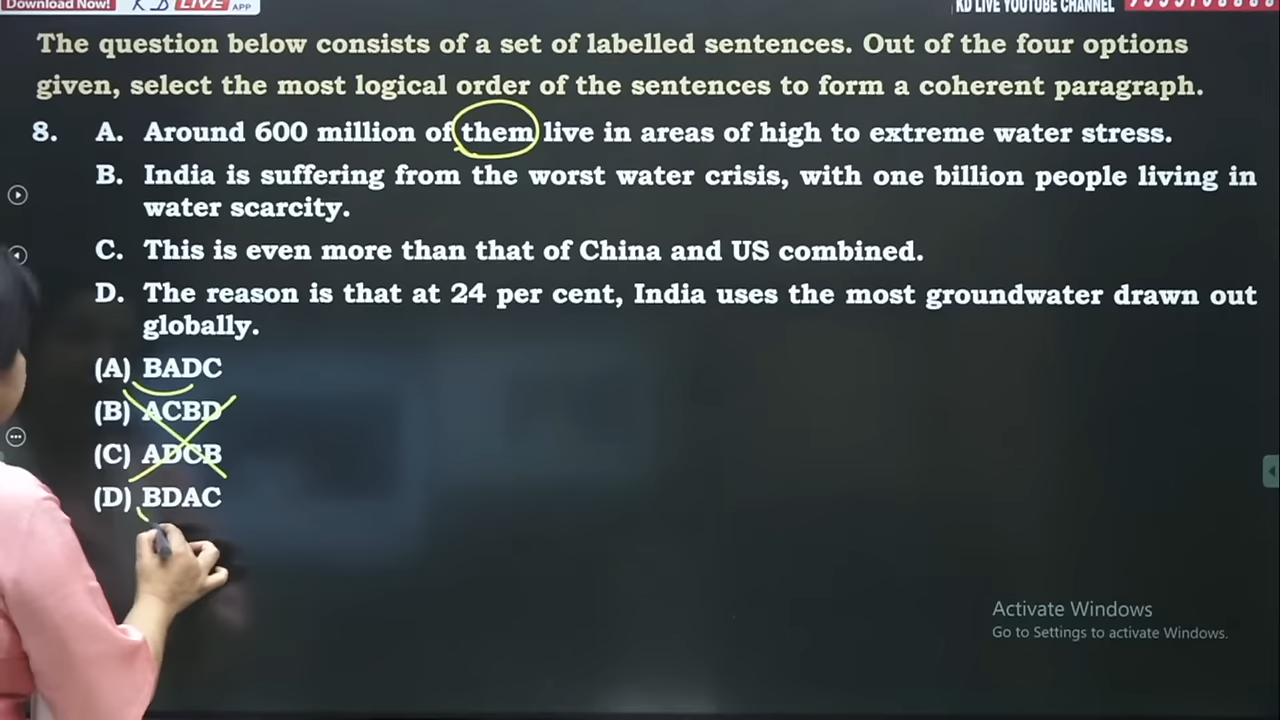 Download Now! KD LIVE APP
KD LIVE YOUTUBE CHANNEL
The question below consists of a set of labelled sentences. Out of the four options
given, select the most logical order of the sentences to form a coherent paragraph.
8. A. Around 600 million of them live in areas of high to extreme water stress.
B. India is suffering from the worst water crisis, with one billion people living in
water scarcity.
C. This is even more than that of China and US combined.
D. The reason is that at 24 per cent, India uses the most groundwater drawn out
globally.
(A) BADC
(B) ACBD
(C) ADCB
(D) BDAC
Activate Windows
Go to Settings to activate Windows.